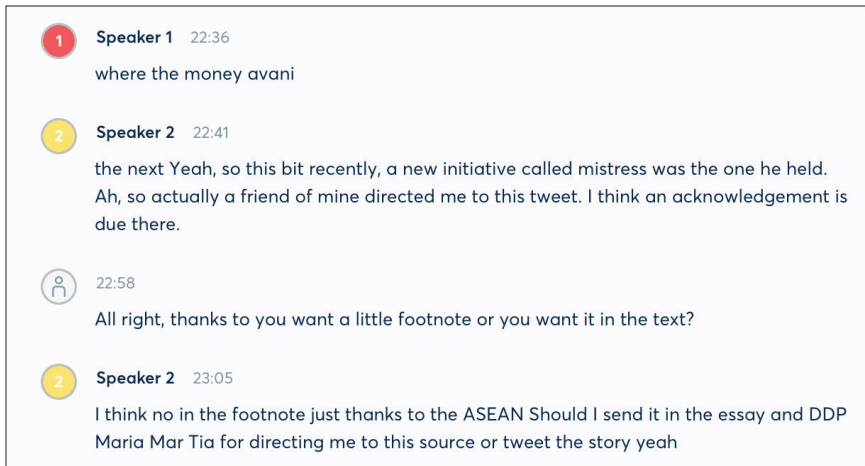 1 Speaker 1 22:36
where the money avani
2 Speaker 2 22:41
the next Yeah, so this bit recently, a new initiative called mistress was the one he held.
Ah, so actually a friend of mine directed me to this tweet. I think an acknowledgement is
due there.
22:58
All right, thanks to you want a little footnote or you want it in the text?
2 Speaker 2 23:05
I think no in the footnote just thanks to the ASEAN Should I send it in the essay and DDP
Maria Mar Tia for directing me to this source or tweet the story yeah